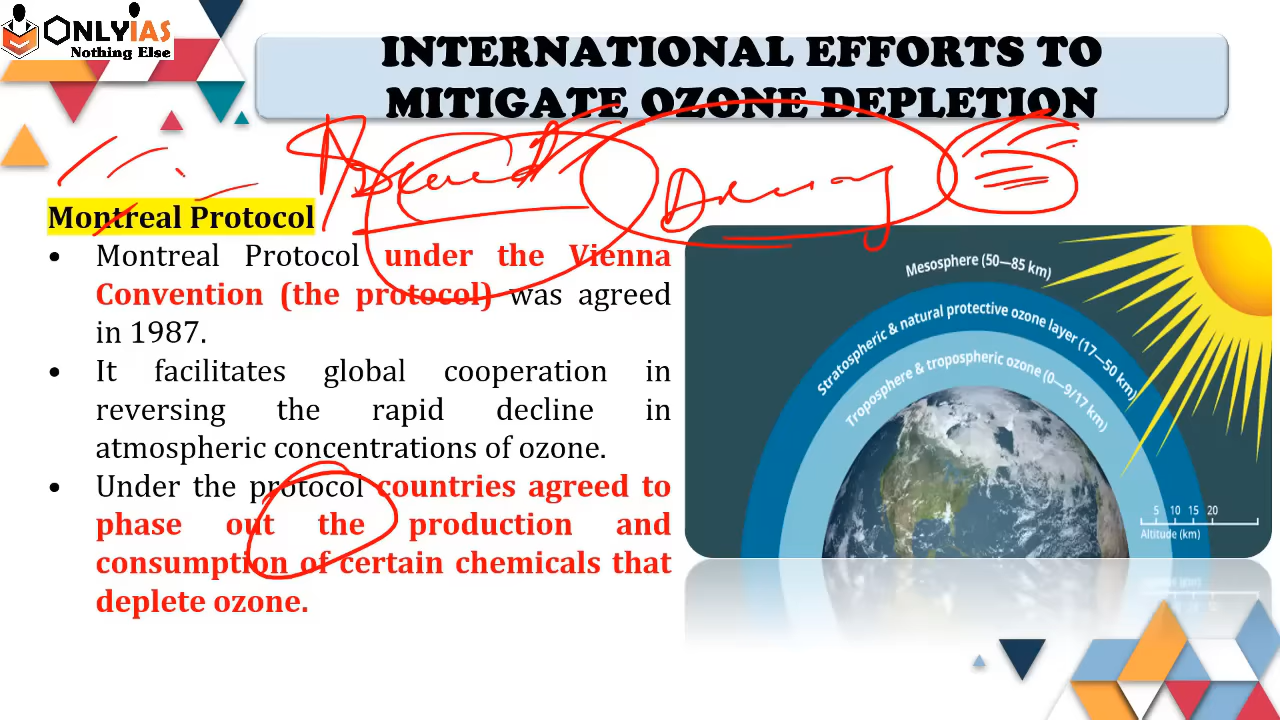 ONLYIAS
Nothing Else
INTERNATIONAL EFFORTS TO
MITIGATE OZONE DEPLETION
Montreal Protocol
• Montreal Protocol under the Vienna
Convention (the protocol) was agreed
in 1987.
• It facilitates global cooperation in
reversing the rapid decline in
atmospheric concentrations of ozone.
• Under the protocol countries agreed to
phase out the production and
consumption of certain chemicals that
deplete ozone.
Mesosphere (50—85 km)
Stratospheric & natural protective ozone layer (17—50 km)
Troposphere & tropospheric ozone (0—9/17 km)
5 10 15 20
Altitude (km)